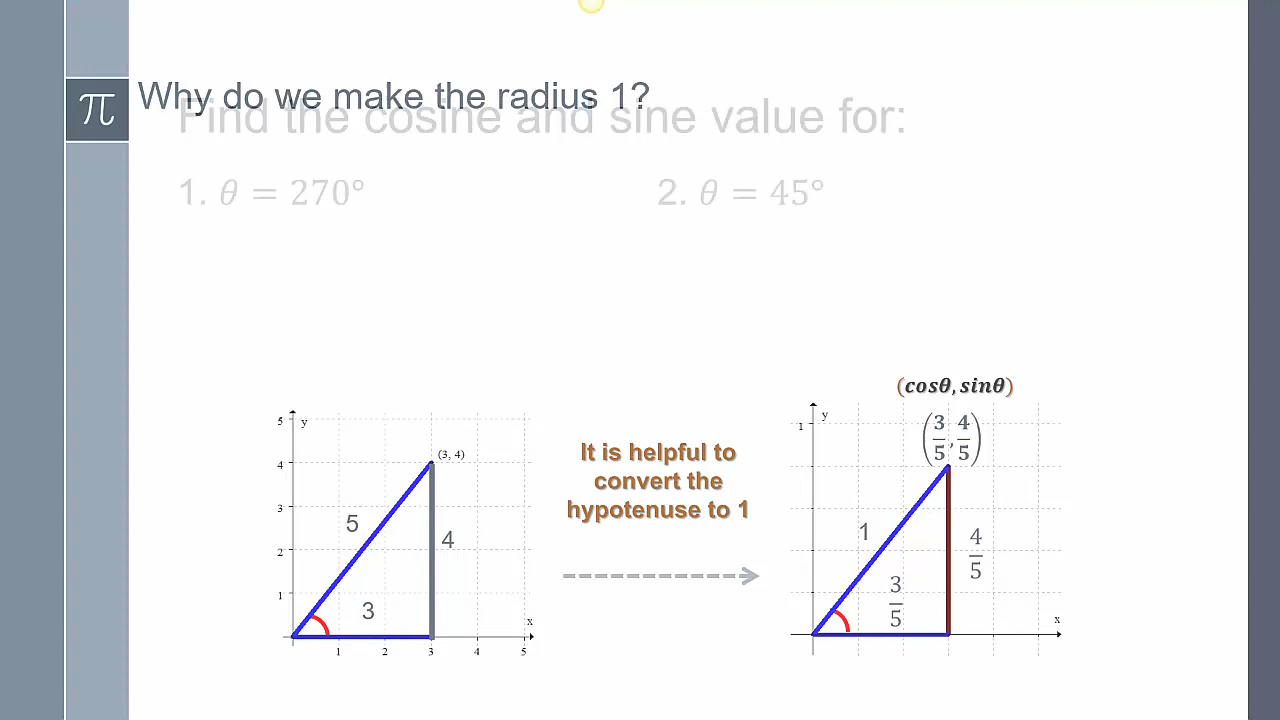 π
Why do we make the radius 1?
Find the cosine and sine value for:
1. θ = 270°
2. θ = 45°
(cosθ, sinθ)
(3/5, 4/5)
It is helpful to
convert the
hypotenuse to 1
5
4
3
2
1
y
(3, 4)
5
4
3
x
1 2 3 4 5
1
y
1
4/5
3/5
x